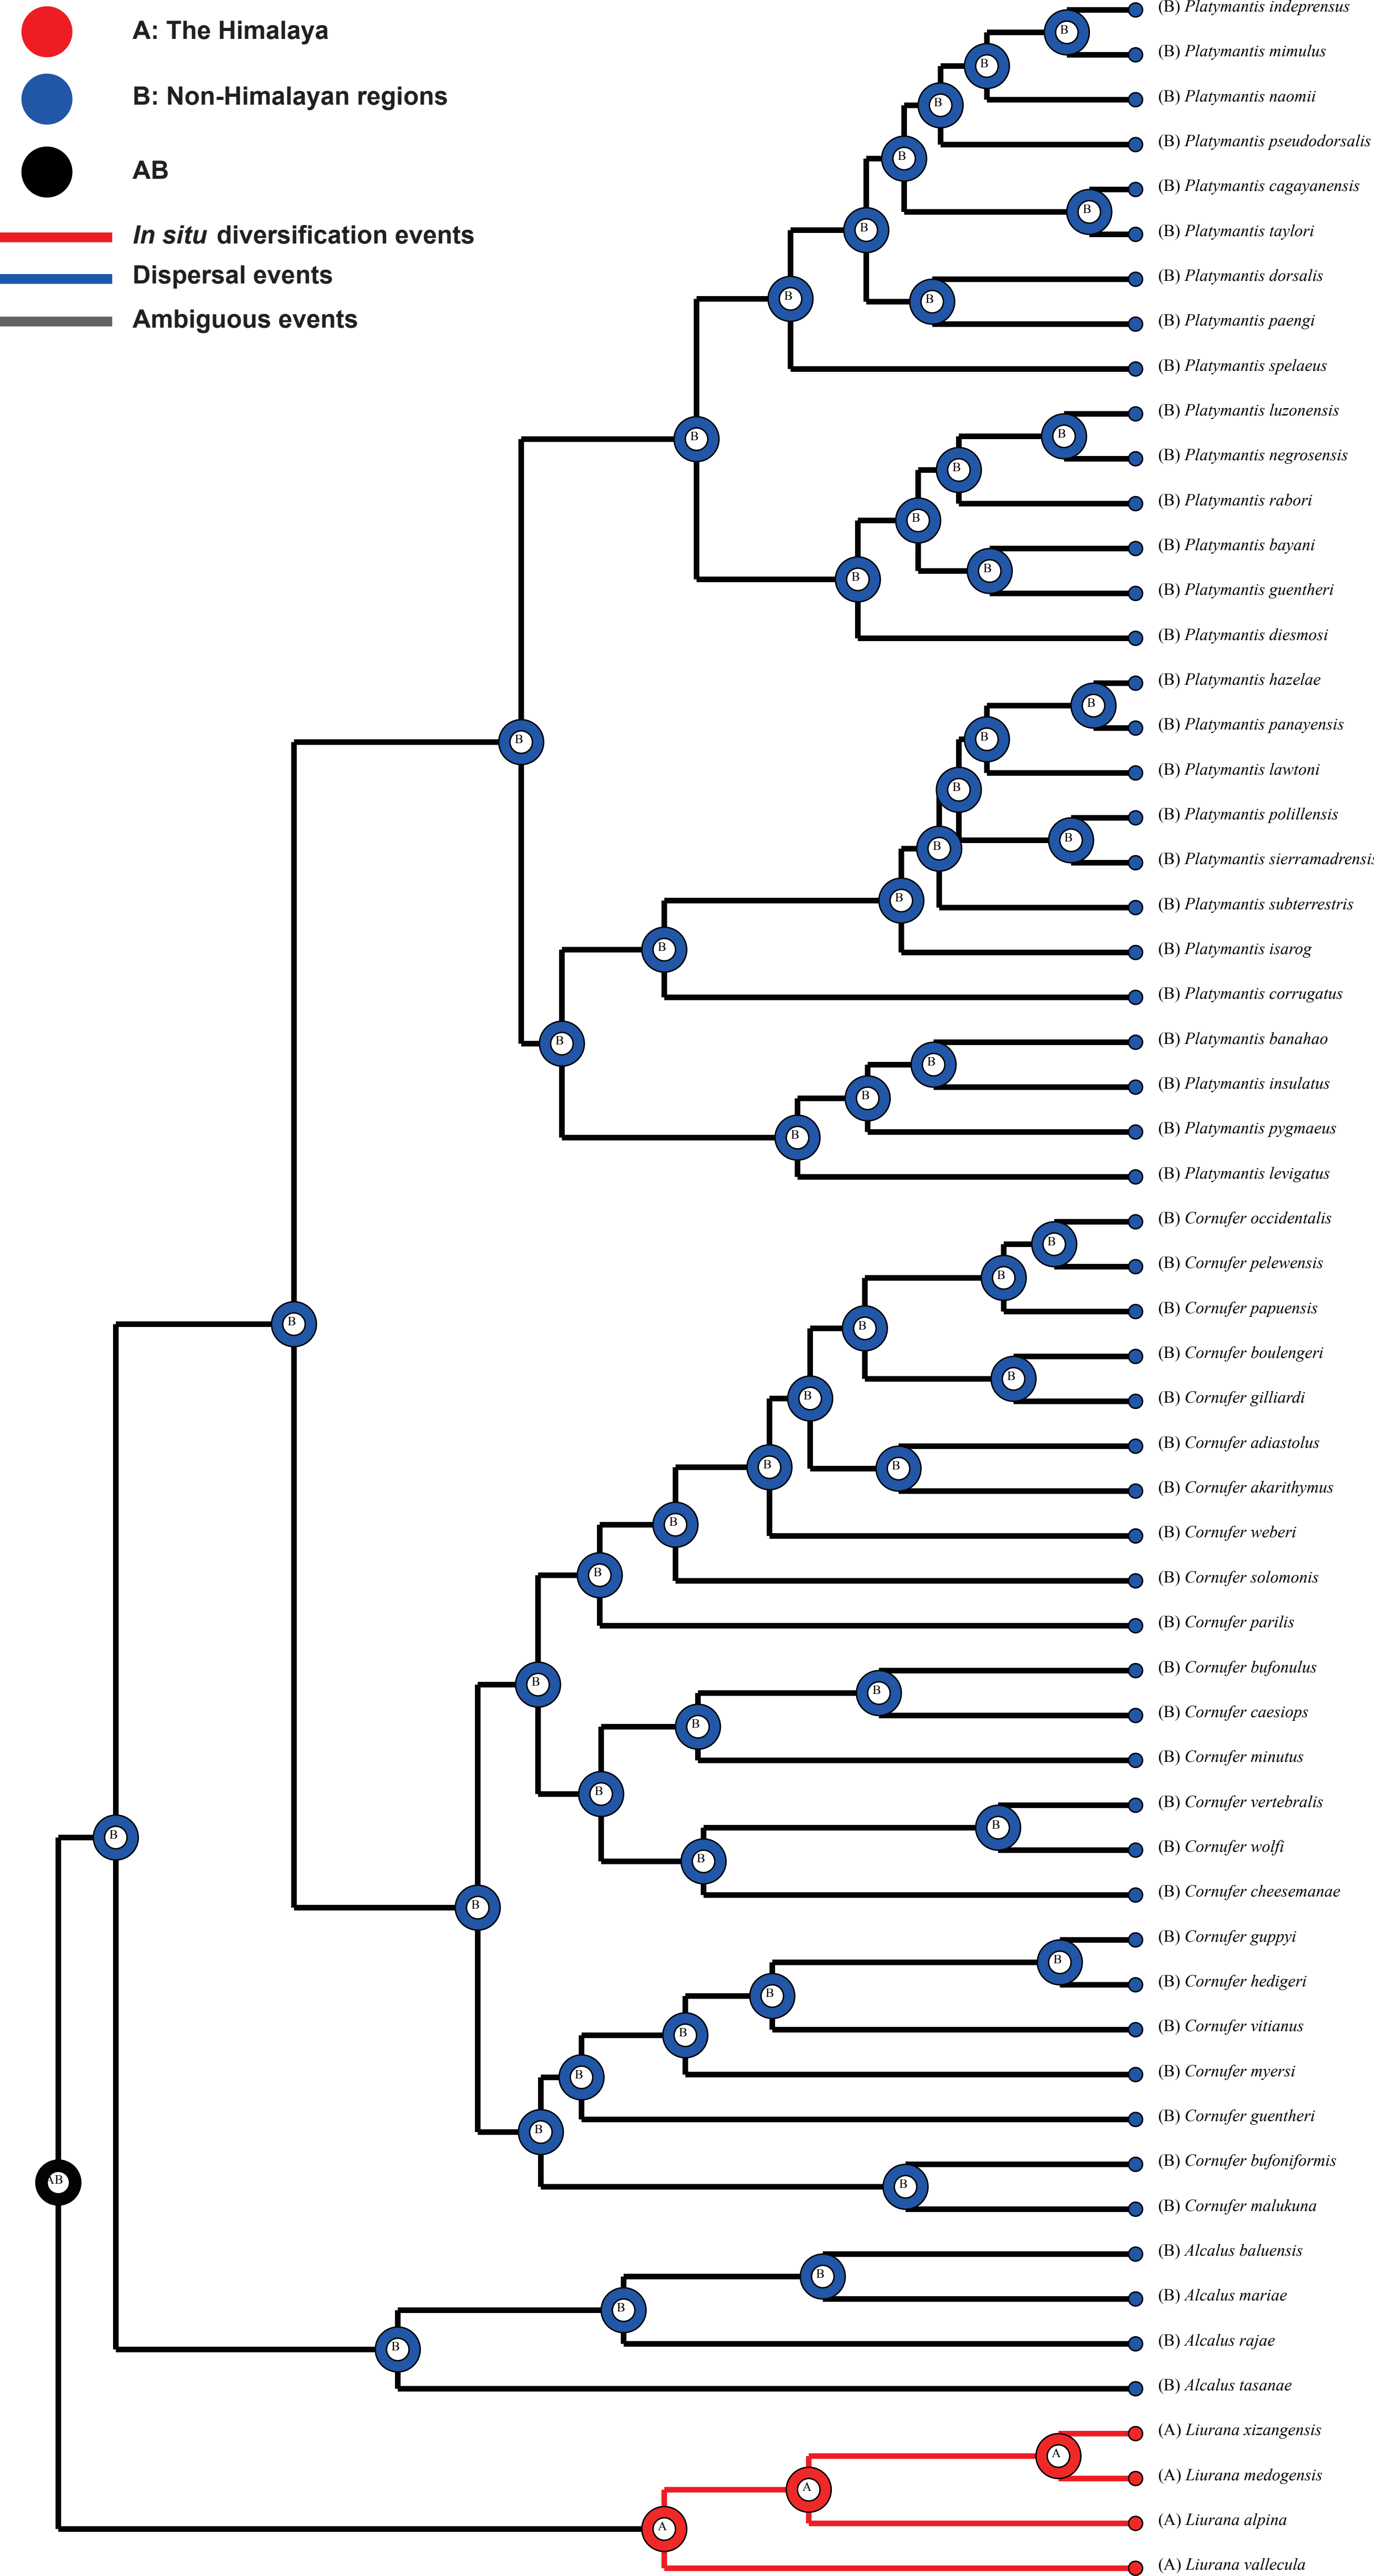 A: The Himalaya
B: Non-Himalayan regions
AB
In situ diversification events
Dispersal events
Ambiguous events
(B) Platymantis indeprensus
B
(B) Platymantis mimulus
B
(B) Platymantis naomii
B
(B) Platymantis pseudodorsalis
B
(B) Platymantis cagayanensis
B
(B) Platymantis taylori
B
(B) Platymantis dorsalis
B
B
(B) Platymantis paengi
(B) Platymantis spelaeus
(B) Platymantis luzonensis
B
B
(B) Platymantis negrosensis
B
(B) Platymantis rabori
B
(B) Platymantis bayani
B
B
(B) Platymantis guentheri
(B) Platymantis diesmosi
(B) Platymantis hazelae
B
(B) Platymantis panayensis
B
B
(B) Platymantis lawtoni
B
(B) Platymantis polillensis
B
B
(B) Platymantis sierramadrensis
B
(B) Platymantis subterrestris
B
(B) Platymantis isarog
(B) Platymantis corrugatus
B
(B) Platymantis banahao
B
(B) Platymantis insulatus
B
(B) Platymantis pygmaeus
B
(B) Platymantis levigatus
(B) Cornufer occidentalis
B
(B) Cornufer pelewensis
B
(B) Cornufer papuensis
B
B
(B) Cornufer boulengeri
B
(B) Cornufer gilliardi
B
(B) Cornufer adiastolus
B
B
(B) Cornufer akarithymus
B
(B) Cornufer weberi
B
(B) Cornufer solomonis
(B) Cornufer parilis
(B) Cornufer bufonulus
B
B
(B) Cornufer caesiops
B
(B) Cornufer minutus
B
(B) Cornufer vertebralis
B
B
(B) Cornufer wolfi
B
(B) Cornufer cheesemanae
B
(B) Cornufer guppyi
B
(B) Cornufer hedigeri
B
(B) Cornufer vitianus
B
(B) Cornufer myersi
B
(B) Cornufer guentheri
B
(B) Cornufer bufoniformis
AB
B
(B) Cornufer malukuna
(B) Alcalus baluensis
B
(B) Alcalus mariae
B
(B) Alcalus rajae
B
(B) Alcalus tasanae
(A) Liurana xizangensis
A
(A) Liurana medogensis
A
(A) Liurana alpina
A
(A) Liurana vallecula